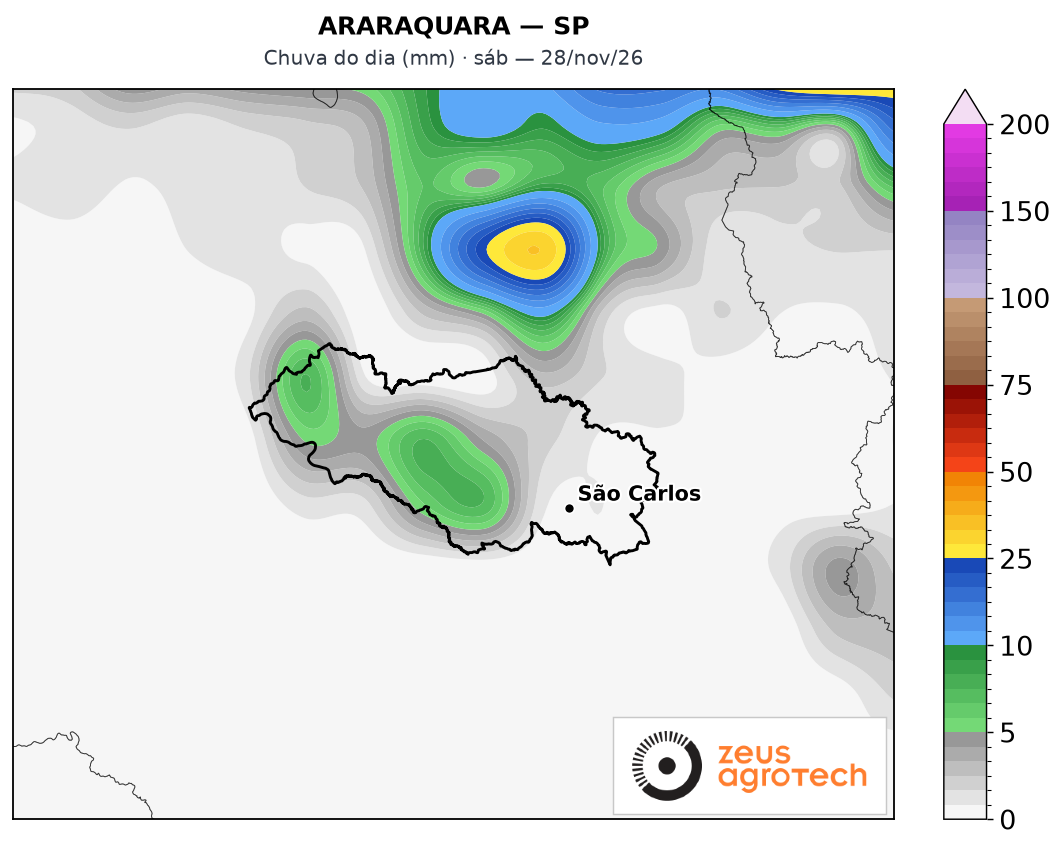 ARARAQUARA — SP
Chuva do dia (mm) · sáb — 28/nov/26
200
150
100
75
50
25
10
5
0
São Carlos
zeus
agrotech